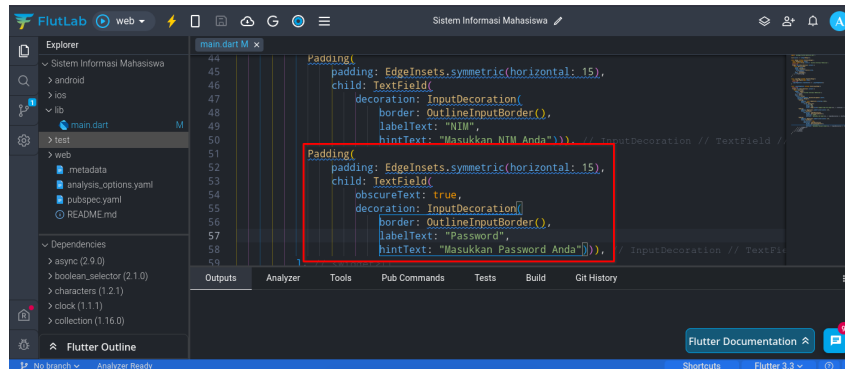 FlutLab web G Sistem Informasi Mahasiswa A
Explorer
main.dart M ×
Sistem Informasi Mahasiswa
android
ios
lib
main.dart M
test
web
.metadata
analysis_options.yaml
pubspec.yaml
README.md
Dependencies
async (2.9.0)
boolean_selector (2.1.0)
characters (1.2.1)
clock (1.1.1)
collection (1.16.0)
Flutter Outline
44 Padding(
45 padding: EdgeInsets.symmetric(horizontal: 15),
46 child: TextField(
47 decoration: InputDecoration(
48 border: OutlineInputBorder(),
49 labelText: "NIM",
50 hintText: "Masukkan NIM Anda"))), // InputDecoration // TextField //
51 Padding(
52 padding: EdgeInsets.symmetric(horizontal: 15),
53 child: TextField(
54 obscureText: true,
55 decoration: InputDecoration(
56 border: OutlineInputBorder(),
57 labelText: "Password",
58 hintText: "Masukkan Password Anda"))), // InputDecoration // TextFie
59
Outputs Analyzer Tools Pub Commands Tests Build Git History
Flutter Documentation
No branch Analyzer Ready Shortcuts Flutter 3.3